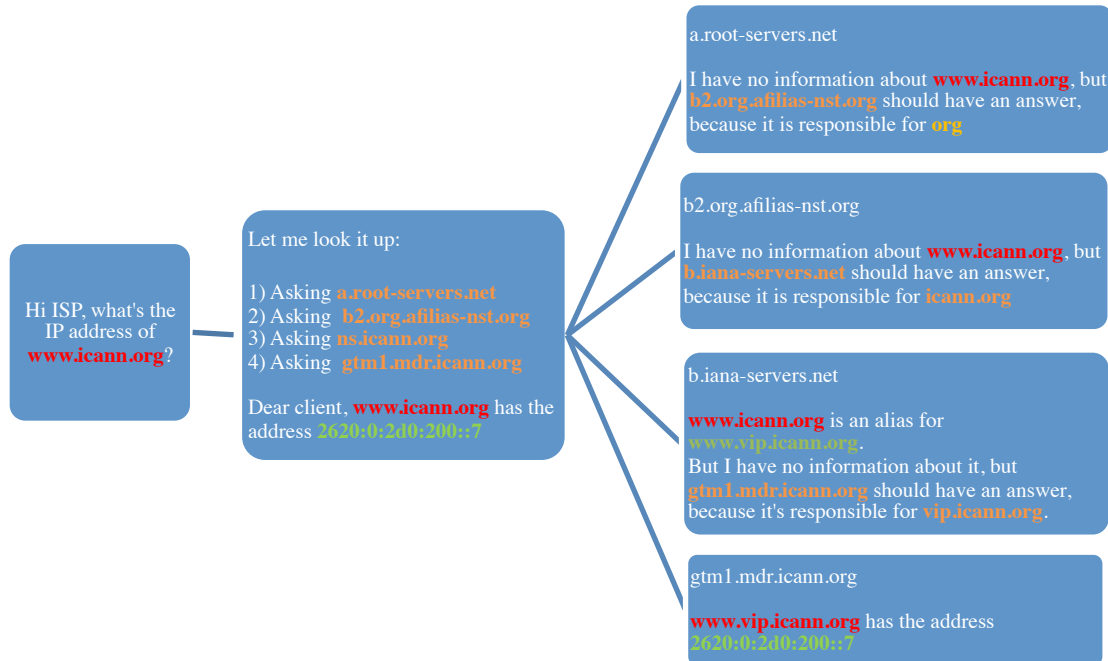 Hi ISP, what's the
IP address of
www.icann.org?
Let me look it up:
1) Asking a.root-servers.net
2) Asking b2.org.afilias-nst.org
3) Asking ns.icann.org
4) Asking gtm1.mdr.icann.org
Dear client, www.icann.org has the
address 2620:0:2d0:200::7
a.root-servers.net
I have no information about www.icann.org, but
b2.org.afilias-nst.org should have an answer,
because it is responsible for org
b2.org.afilias-nst.org
I have no information about www.icann.org, but
b.iana-servers.net should have an answer,
because it is responsible for icann.org
b.iana-servers.net
www.icann.org is an alias for
www.vip.icann.org.
But I have no information about it, but
gtm1.mdr.icann.org should have an answer,
because it's responsible for vip.icann.org.
gtm1.mdr.icann.org
www.vip.icann.org has the address
2620:0:2d0:200::7